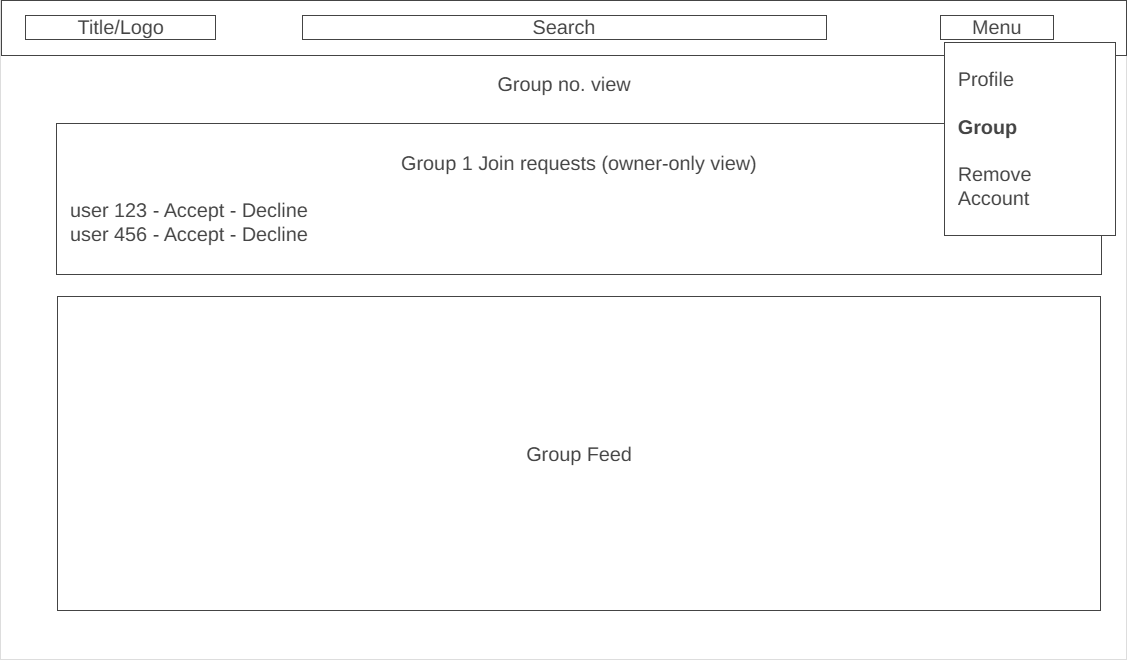 Title/Logo
Search
Menu
Group no. view
Profile
Group
Remove
Account
Group 1 Join requests (owner-only view)
user 123 - Accept - Decline
user 456 - Accept - Decline
Group Feed